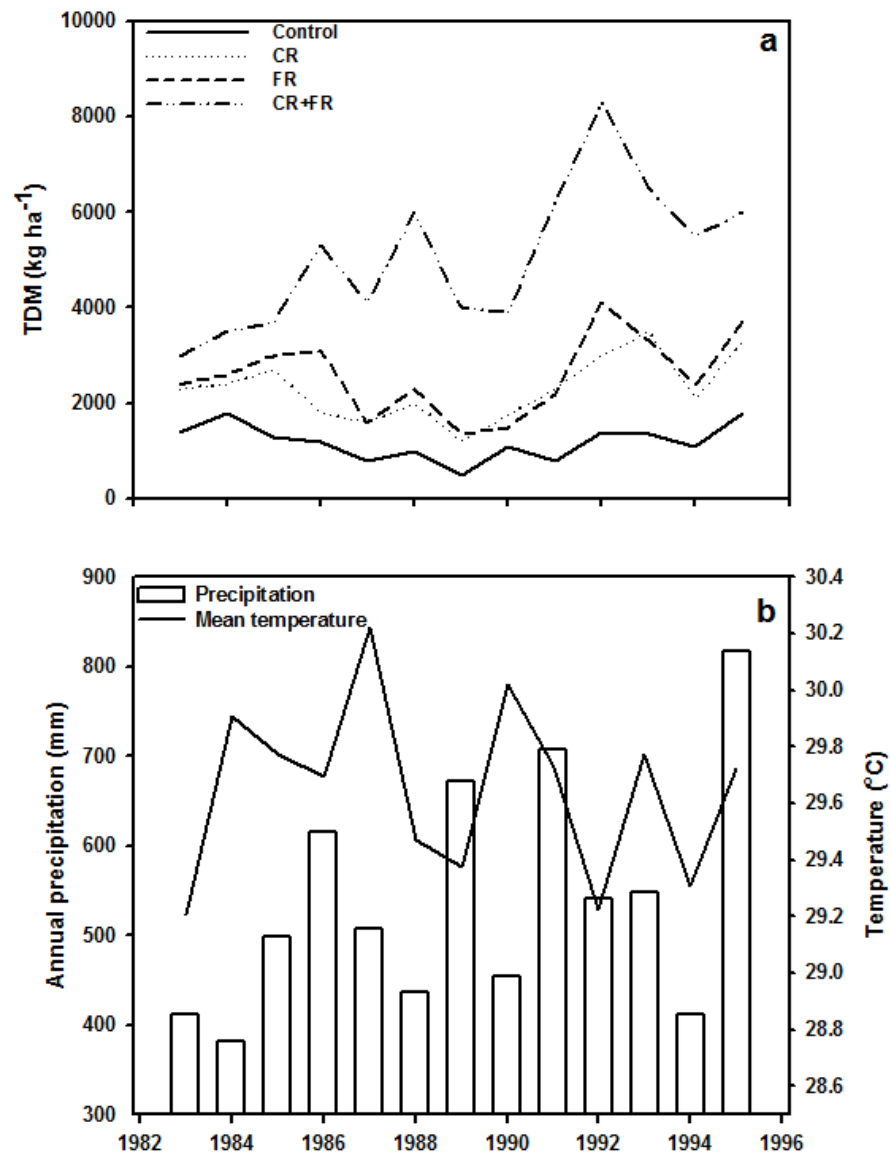 10000
8000
6000
4000
2000
0
TDM (kg ha⁻¹)
Control
CR
FR
CR+FR
a
900
800
700
600
500
400
300
Annual precipitation (mm)
Precipitation
Mean temperature
b
30.4
30.2
30.0
29.8
29.6
29.4
29.2
29.0
28.8
28.6
Temperature (°C)
1982 1984 1986 1988 1990 1992 1994 1996